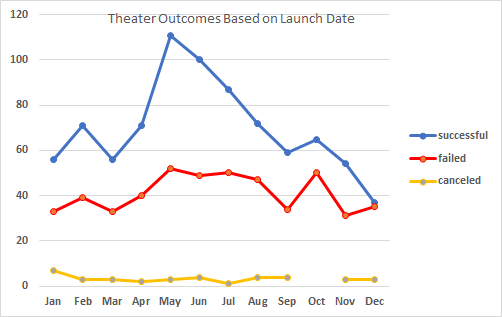 Theater Outcomes Based on Launch Date
120
100
80
60
40
20
0
Jan Feb Mar Apr May Jun Jul Aug Sep Oct Nov Dec
successful
failed
canceled